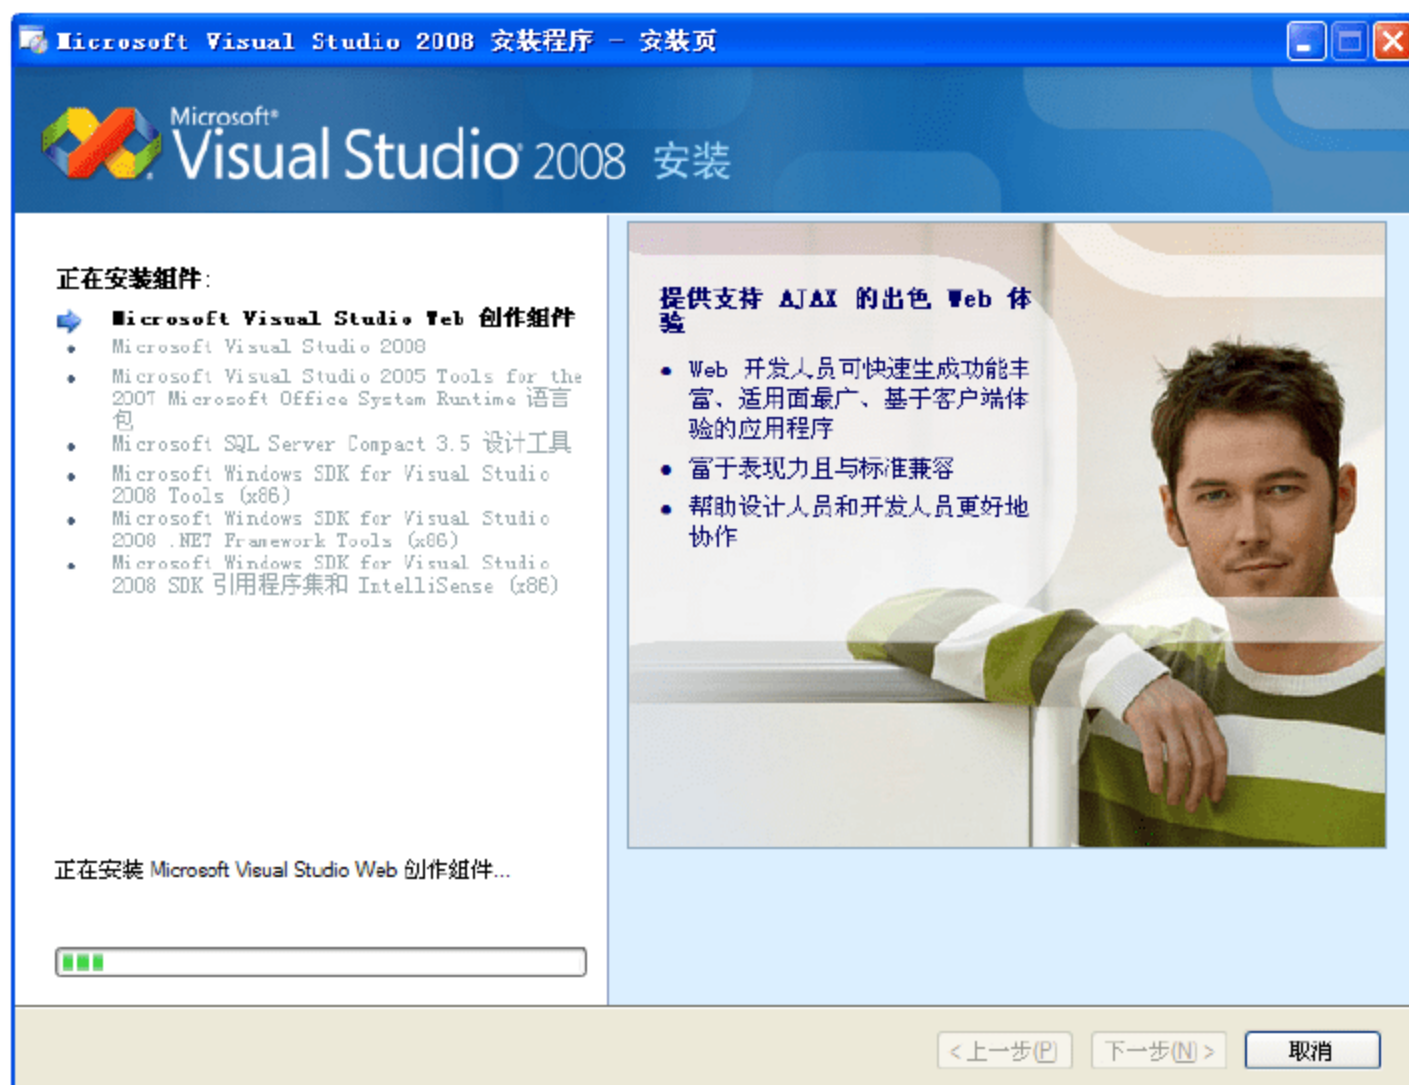 Microsoft Visual Studio 2008 安装程序 - 安装页
Microsoft®
Visual Studio® 2008 安装
正在安装组件:
Microsoft Visual Studio Web 创作组件
• Microsoft Visual Studio 2008
• Microsoft Visual Studio 2005 Tools for the
2007 Microsoft Office System Runtime 语言
包
• Microsoft SQL Server Compact 3.5 设计工具
• Microsoft Windows SDK for Visual Studio
2008 Tools (x86)
• Microsoft Windows SDK for Visual Studio
2008 .NET Framework Tools (x86)
• Microsoft Windows SDK for Visual Studio
2008 SDK 引用程序集和 IntelliSense (x86)
正在安装 Microsoft Visual Studio Web 创作组件...
提供支持 AJAX 的出色 Web 体
验
• Web 开发人员可快速生成功能丰
富、适用面最广、基于客户端体
验的应用程序
• 富于表现力且与标准兼容
• 帮助设计人员和开发人员更好地
协作
<上一步(P)
下一步(N)>
取消